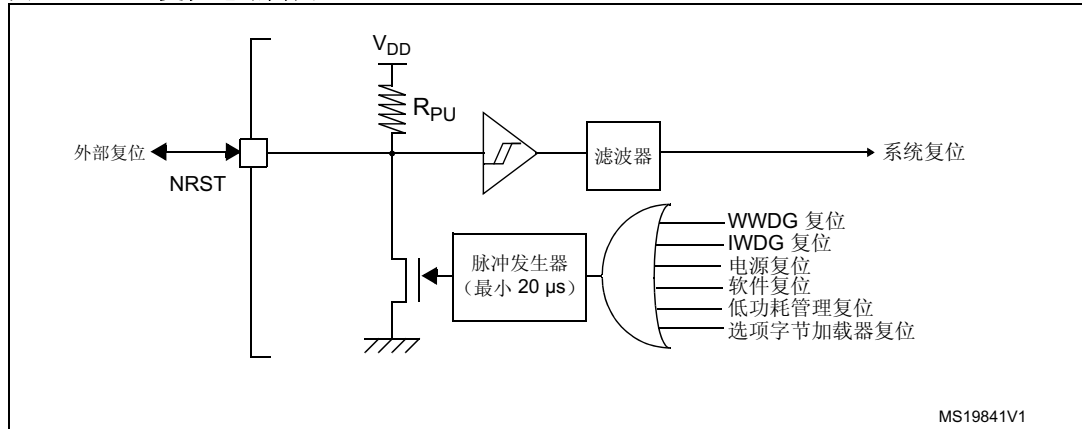 V_DD
R_PU
外部复位
NRST
滤波器
系统复位
脉冲发生器
（最小 20 µs）
WWDG 复位
IWDG 复位
电源复位
软件复位
低功耗管理复位
选项字节加载器复位
MS19841V1